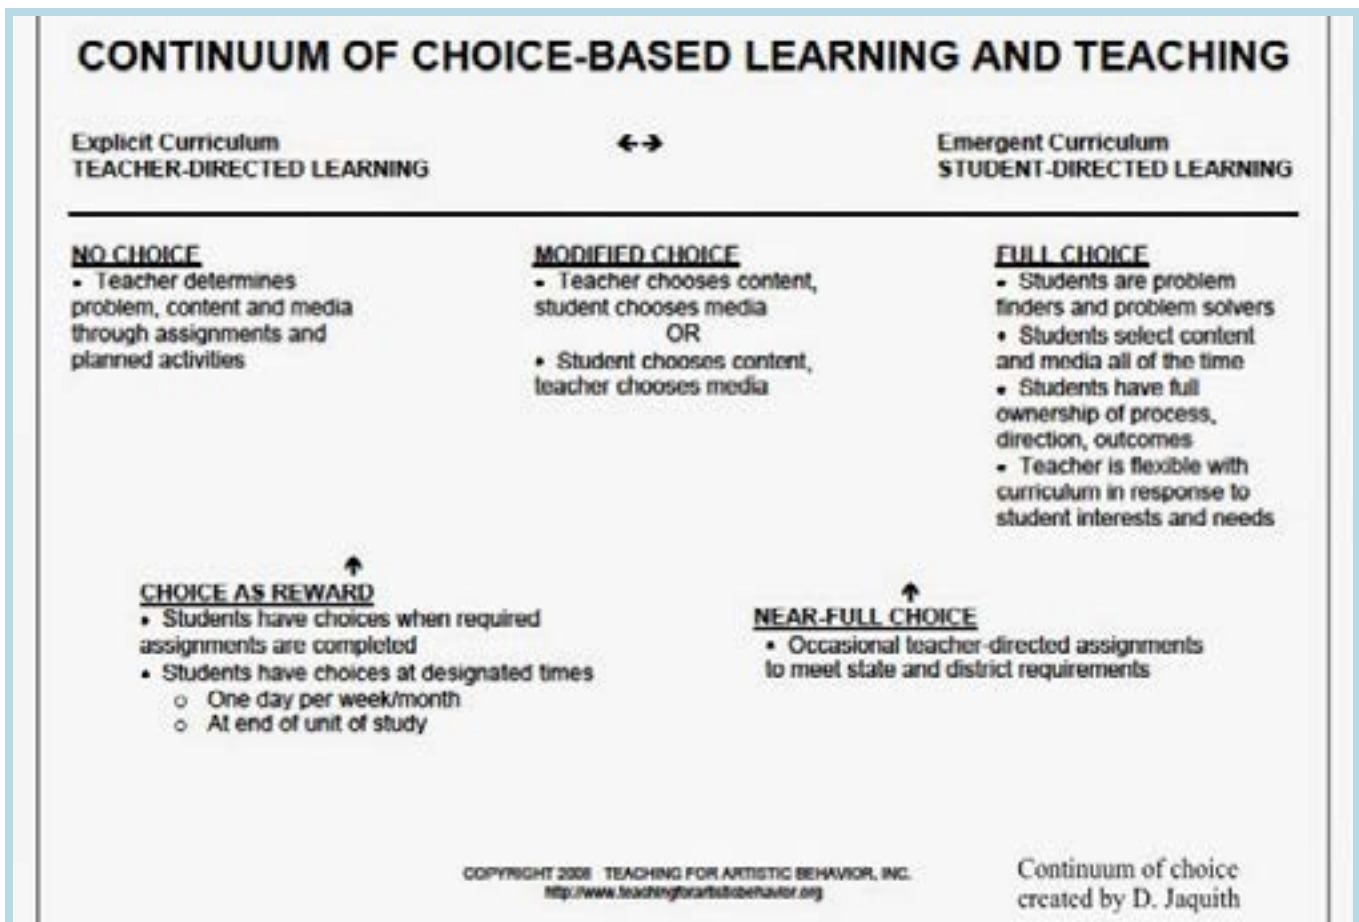 CONTINUUM OF CHOICE-BASED LEARNING AND TEACHING
Explicit Curriculum
TEACHER-DIRECTED LEARNING
←→
Emergent Curriculum
STUDENT-DIRECTED LEARNING
NO CHOICE
• Teacher determines
problem, content and media
through assignments and
planned activities
MODIFIED CHOICE
• Teacher chooses content,
student chooses media
OR
• Student chooses content,
teacher chooses media
FULL CHOICE
• Students are problem
finders and problem solvers
• Students select content
and media all of the time
• Students have full
ownership of process,
direction, outcomes
• Teacher is flexible with
curriculum in response to
student interests and needs
CHOICE AS REWARD
• Students have choices when required
assignments are completed
• Students have choices at designated times
o One day per week/month
o At end of unit of study
NEAR-FULL CHOICE
• Occasional teacher-directed assignments
to meet state and district requirements
COPYRIGHT 2008 TEACHING FOR ARTISTIC BEHAVIOR, INC.
http://www.teachingforartisticbehavior.org
Continuum of choice
created by D. Jaquith